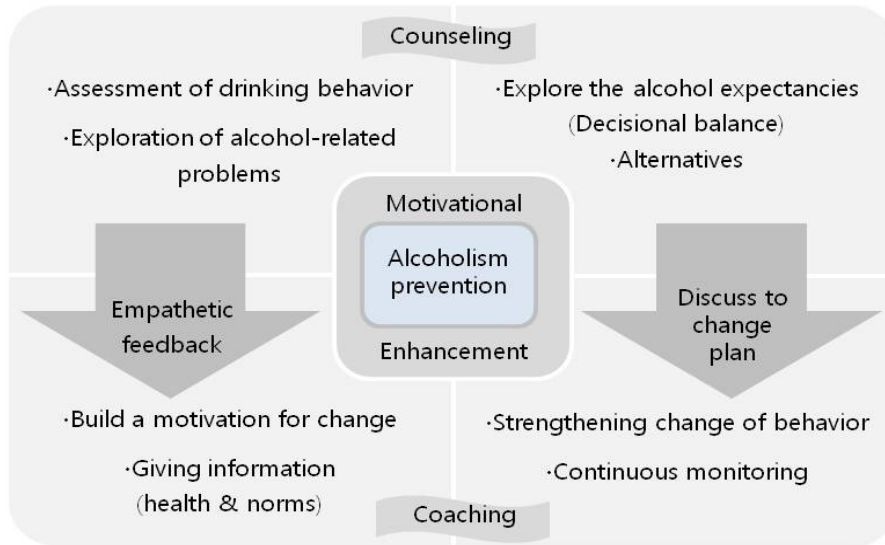 Counseling
·Assessment of drinking behavior
·Exploration of alcohol-related
problems
·Explore the alcohol expectancies
(Decisional balance)
·Alternatives
Motivational
Alcoholism
prevention
Enhancement
Empathetic
feedback
Discuss to
change
plan
·Build a motivation for change
·Giving information
(health & norms)
·Strengthening change of behavior
·Continuous monitoring
Coaching